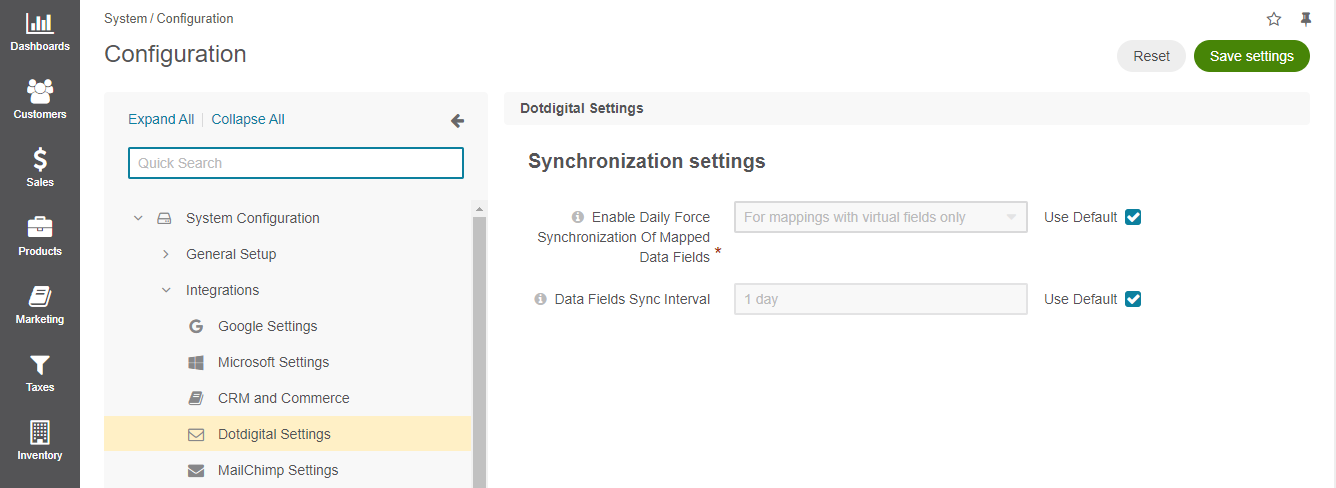 Dashboards
Customers
Sales
Products
Marketing
Taxes
Inventory
System / Configuration
Configuration
Reset
Save settings
Expand All | Collapse All
Quick Search
System Configuration
General Setup
Integrations
Google Settings
Microsoft Settings
CRM and Commerce
Dotdigital Settings
MailChimp Settings
Dotdigital Settings
Synchronization settings
Enable Daily Force
Synchronization Of Mapped
Data Fields *
For mappings with virtual fields only
Use Default
Data Fields Sync Interval
1 day
Use Default